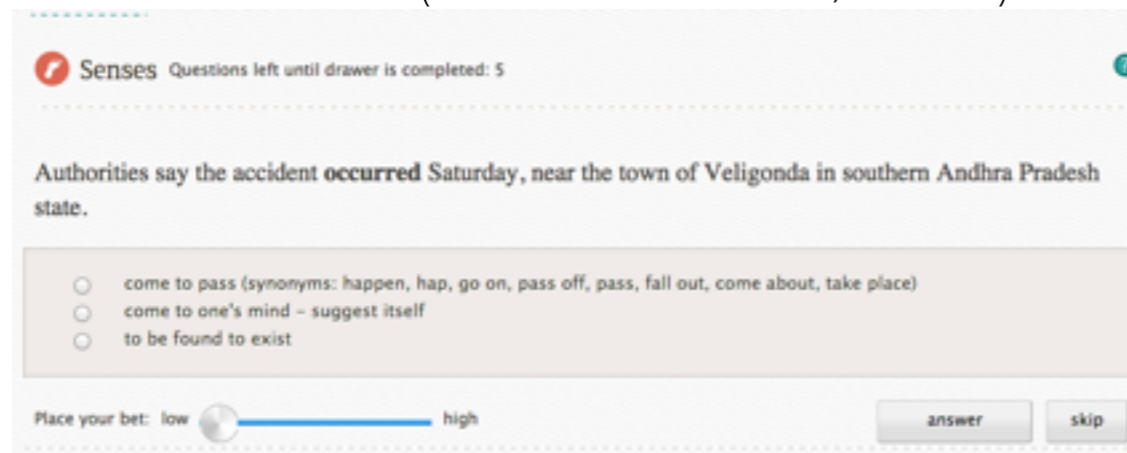 Senses Questions left until drawer is completed: 5
Authorities say the accident occurred Saturday, near the town of Veligonda in southern Andhra Pradesh
state.
come to pass (synonyms: happen, hap, go on, pass off, pass, fall out, come about, take place)
come to one's mind – suggest itself
to be found to exist
Place your bet: low high answer skip